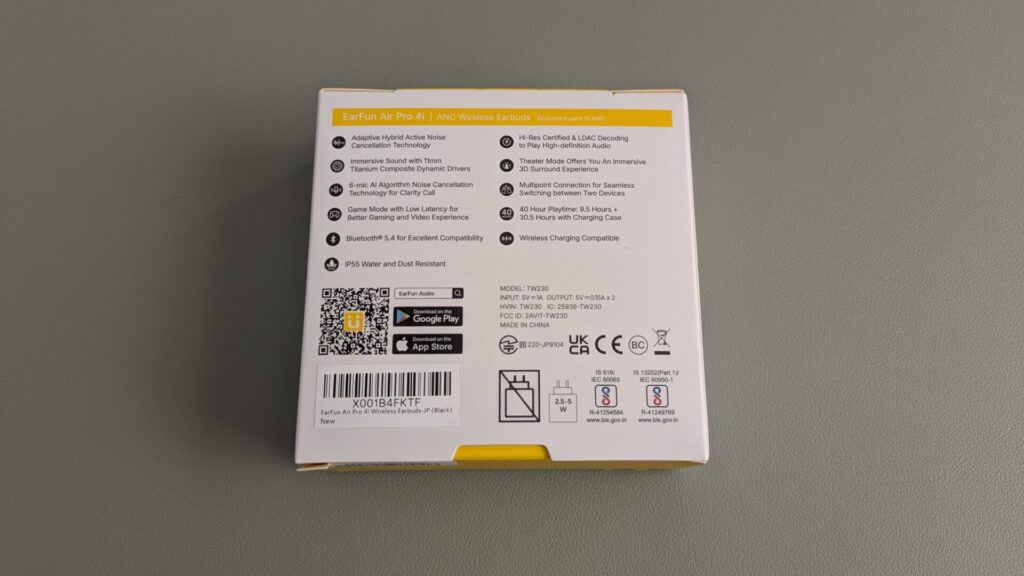 EarFun Air Pro 4i | ANC Wireless Earbuds Écouteurs sans fil ANC
Adaptive Hybrid Active Noise
Cancellation Technology
Immersive Sound with 11mm
Titanium Composite Dynamic Drivers
6-mic AI Algorithm Noise Cancellation
Technology for Clarity Call
Game Mode with Low Latency for
Better Gaming and Video Experience
Bluetooth® 5.4 for Excellent Compatibility
IP55 Water and Dust Resistant
Hi-Res Certified & LDAC Decoding
to Play High-definition Audio
Theater Mode Offers You An Immersive
3D Surround Experience
Multipoint Connection for Seamless
Switching between Two Devices
40
40 Hour Playtime: 9.5 Hours +
30.5 Hours with Charging Case
Wireless Charging Compatible
EarFun Audio
Download on the
Google Play
Download on the
App Store
X001B4FKTF
EarFun Air Pro 4i Wireless Earbuds-JP (Black)
New
MODEL: TW230
INPUT: 5V⎓1A OUTPUT: 5V⎓0.15A x 2
HVIN: TW230 IC: 25936-TW230
FCC ID: 2AVIT-TW230
MADE IN CHINA
R 220-JP9104
UK
CA
CE
BC
2.5-5
W
IS 616/
IEC 60065
R-41254584
www.bis.gov.in
IS 13252(Part 1)/
IEC 60950-1
R-41249769
www.bis.gov.in